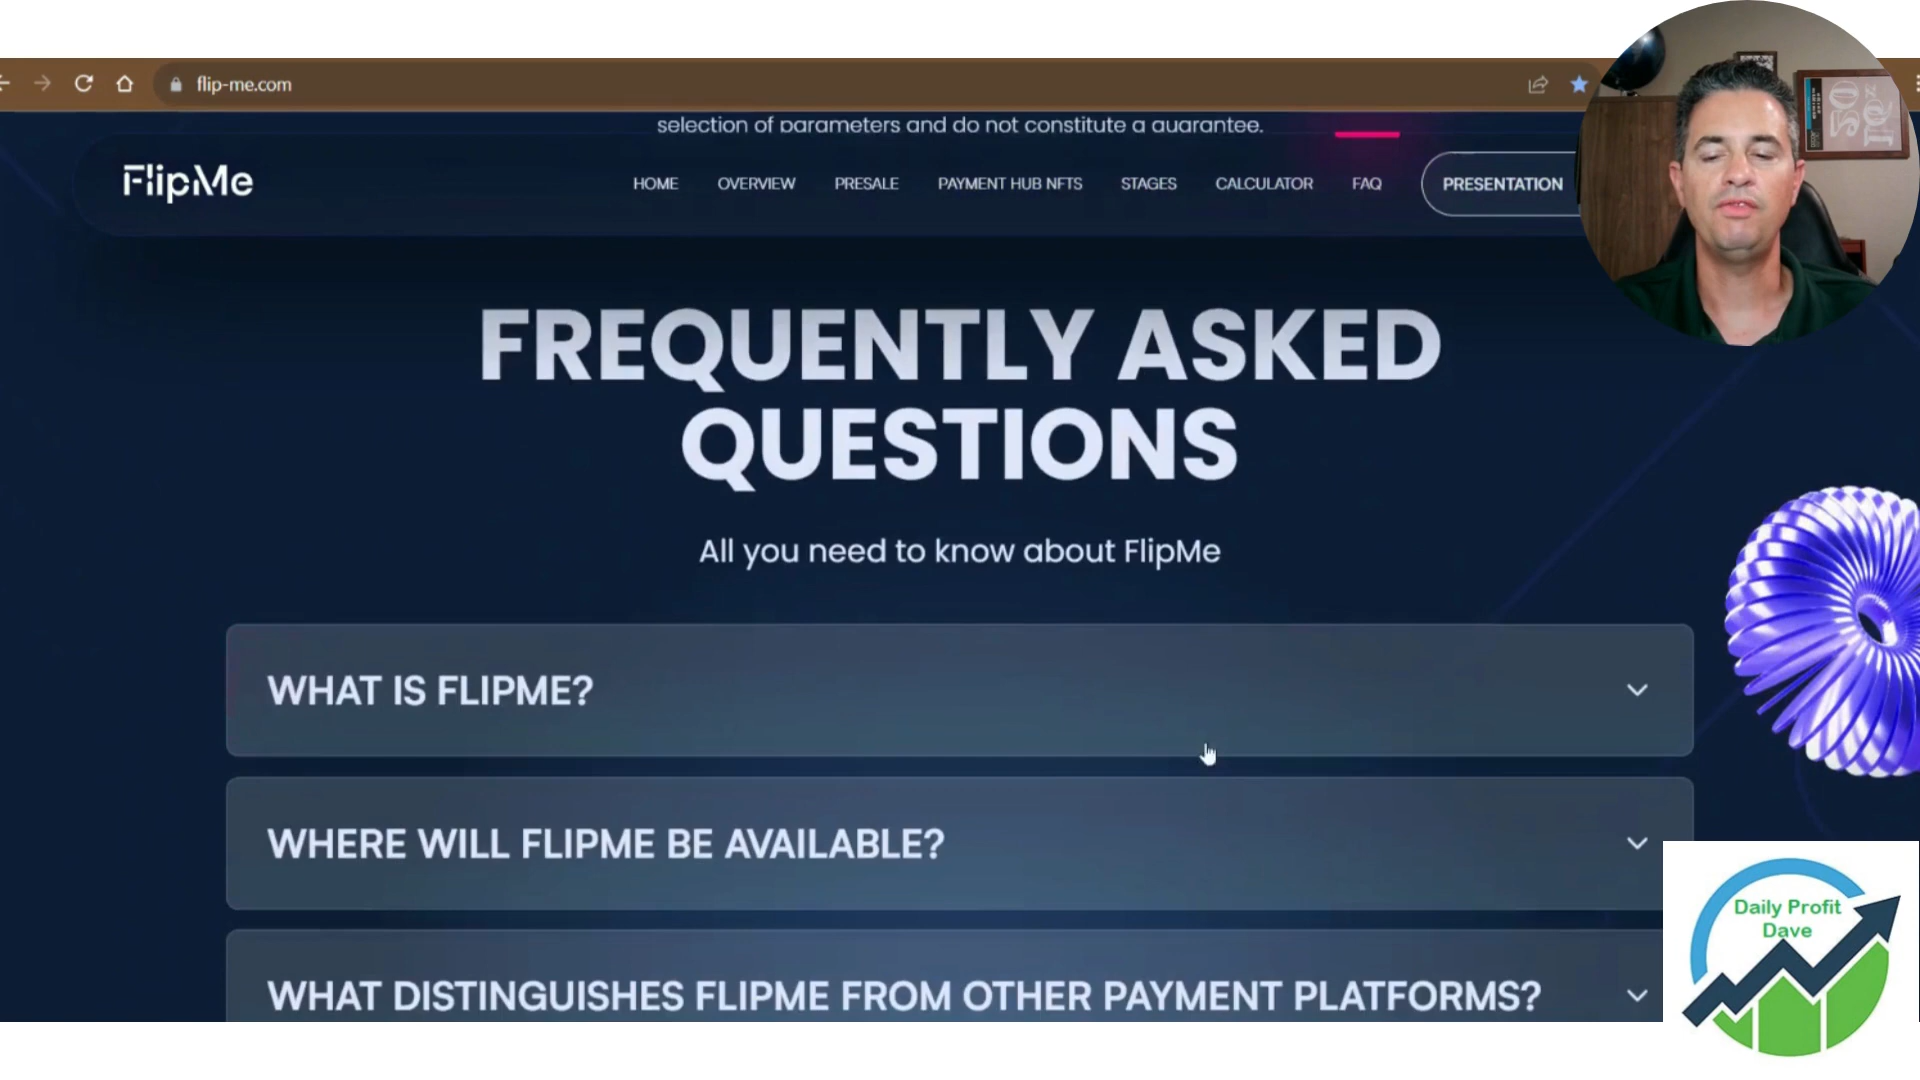 flip-me.com
selection of parameters and do not constitute a guarantee.
FlipMe
HOME OVERVIEW PRESALE PAYMENT HUB NFTS STAGES CALCULATOR FAQ PRESENTATION
FREQUENTLY ASKED
QUESTIONS
All you need to know about FlipMe
WHAT IS FLIPME?
WHERE WILL FLIPME BE AVAILABLE?
WHAT DISTINGUISHES FLIPME FROM OTHER PAYMENT PLATFORMS?
Daily Profit
Dave